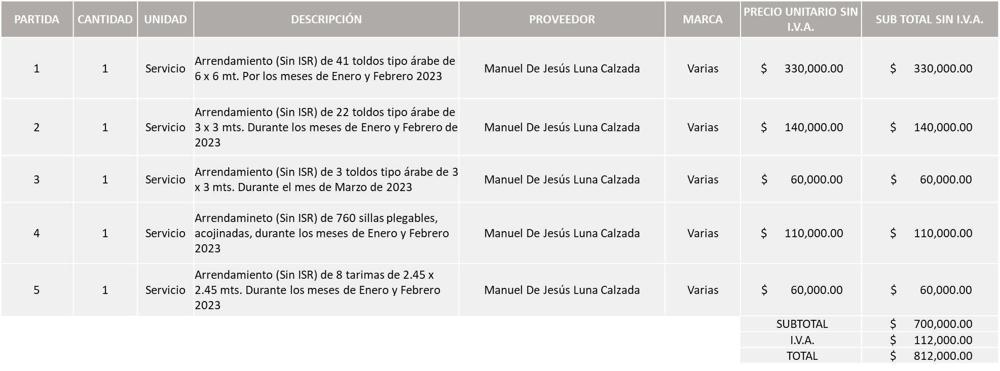 PARTIDA CANTIDAD UNIDAD DESCRIPCIÓN PROVEEDOR MARCA PRECIO UNITARIO SIN I.V.A. SUB TOTAL SIN I.V.A.
1 1 Servicio Arrendamiento (Sin ISR) de 41 toldos tipo árabe de
6 x 6 mt. Por los meses de Enero y Febrero 2023 Manuel De Jesús Luna Calzada Varias $ 330,000.00 $ 330,000.00
2 1 Servicio Arrendamiento (Sin ISR) de 22 toldos tipo árabe de
3 x 3 mts. Durante los meses de Enero y Febrero de
2023 Manuel De Jesús Luna Calzada Varias $ 140,000.00 $ 140,000.00
3 1 Servicio Arrendamiento (Sin ISR) de 3 toldos tipo árabe de 3
x 3 mts. Durante el mes de Marzo de 2023 Manuel De Jesús Luna Calzada Varias $ 60,000.00 $ 60,000.00
4 1 Servicio Arrendamineto (Sin ISR) de 760 sillas plegables,
acojinadas, durante los meses de Enero y Febrero
2023 Manuel De Jesús Luna Calzada Varias $ 110,000.00 $ 110,000.00
5 1 Servicio Arrendamiento (Sin ISR) de 8 tarimas de 2.45 x
2.45 mts. Durante los meses de Enero y Febrero
2023 Manuel De Jesús Luna Calzada Varias $ 60,000.00 $ 60,000.00
SUBTOTAL $ 700,000.00
I.V.A. $ 112,000.00
TOTAL $ 812,000.00